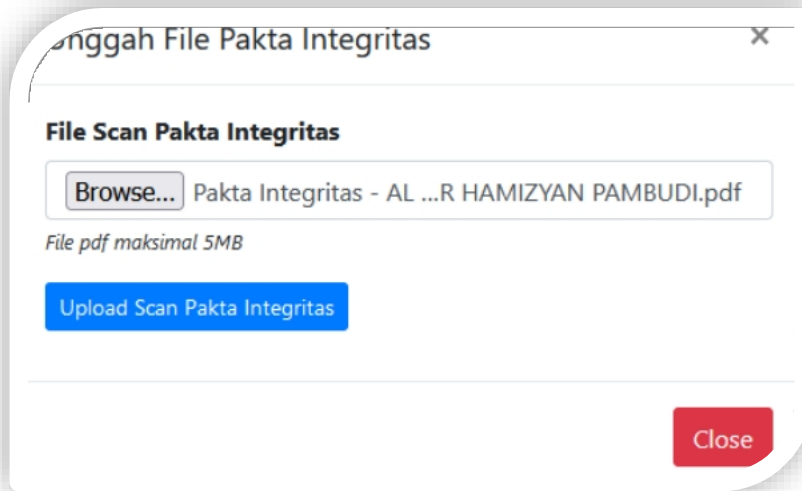 Unggah File Pakta Integritas ×
File Scan Pakta Integritas
Browse... Pakta Integritas - AL ...R HAMIZYAN PAMBUDI.pdf
File pdf maksimal 5MB
Upload Scan Pakta Integritas
Close